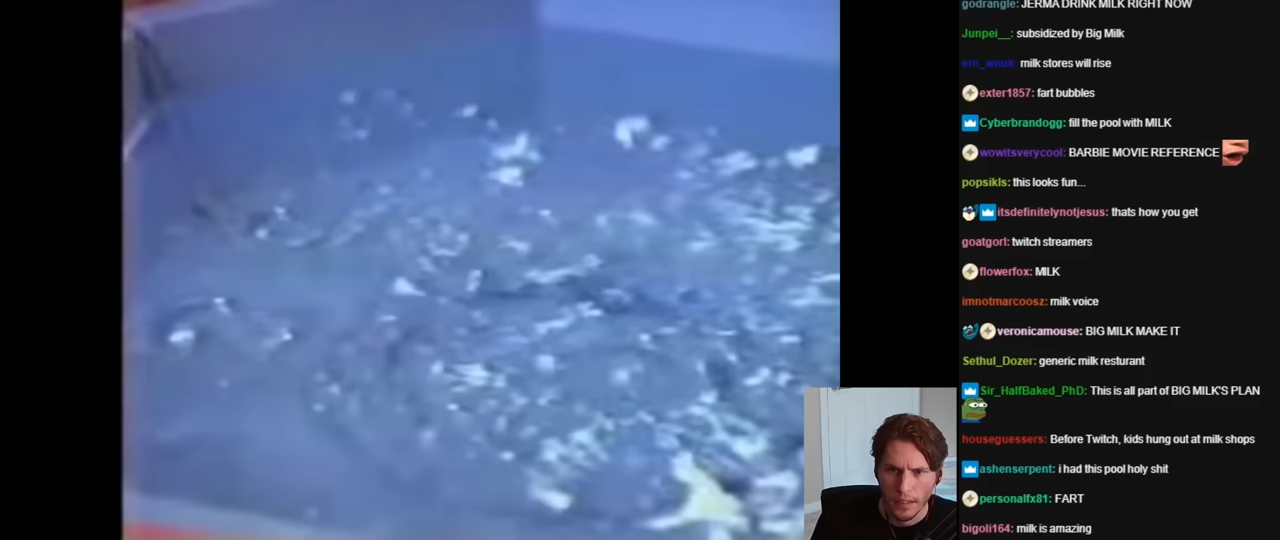 godrangle: JERMA DRINK MILK RIGHT NOW
Junpei__: subsidized by Big Milk
ern_wnuk: milk stores will rise
exter1857: fart bubbles
Cyberbrandogg: fill the pool with MILK
wowitsverycool: BARBIE MOVIE REFERENCE
popsikls: this looks fun...
itsdefinitelynotjesus: thats how you get
goatgorl: twitch streamers
flowerfox: MILK
imnotmarcoosz: milk voice
veronicamouse: BIG MILK MAKE IT
Sethul_Dozer: generic milk resturant
Sir_HalfBaked_PhD: This is all part of BIG MILK'S PLAN
houseguessers: Before Twitch, kids hung out at milk shops
ashenserpent: i had this pool holy shit
personalfx81: FART
bigoli164: milk is amazing